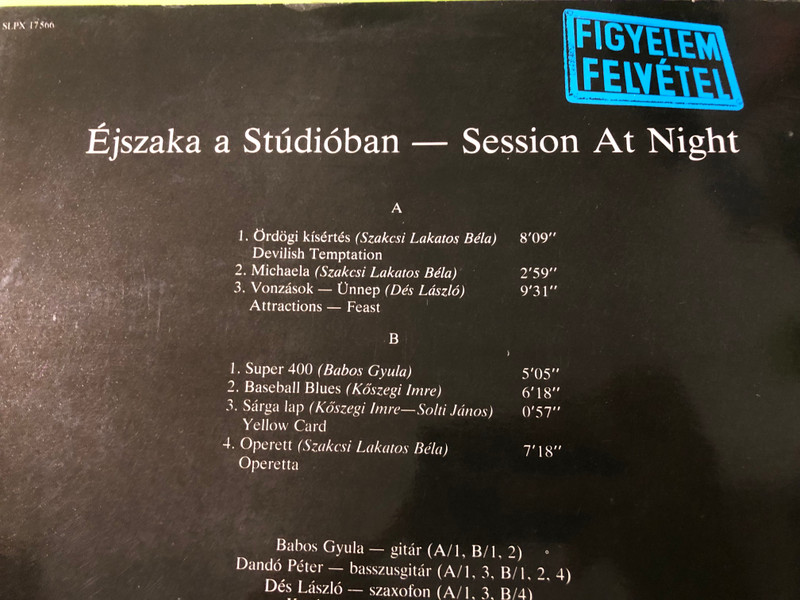 SLPX 17566
FIGYELEM
FELVÉTEL
Éjszaka a Stúdióban — Session At Night
A
1. Ördögi kísértés (Szakcsi Lakatos Béla) 8'09"
Devilish Temptation
2. Michaela (Szakcsi Lakatos Béla) 2'59"
3. Vonzások — Ünnep (Dés László) 9'31"
Attractions — Feast
B
1. Super 400 (Babos Gyula) 5'05"
2. Baseball Blues (Kőszegi Imre) 6'18"
3. Sárga lap (Kőszegi Imre—Solti János) 0'57"
Yellow Card
4. Operett (Szakcsi Lakatos Béla) 7'18"
Operetta
Babos Gyula — gitár (A/1, B/1, 2)
Dandó Péter — basszusgitár (A/1, 3, B/1, 2, 4)
Dés László — szaxofon (A/1, 3, B/4)